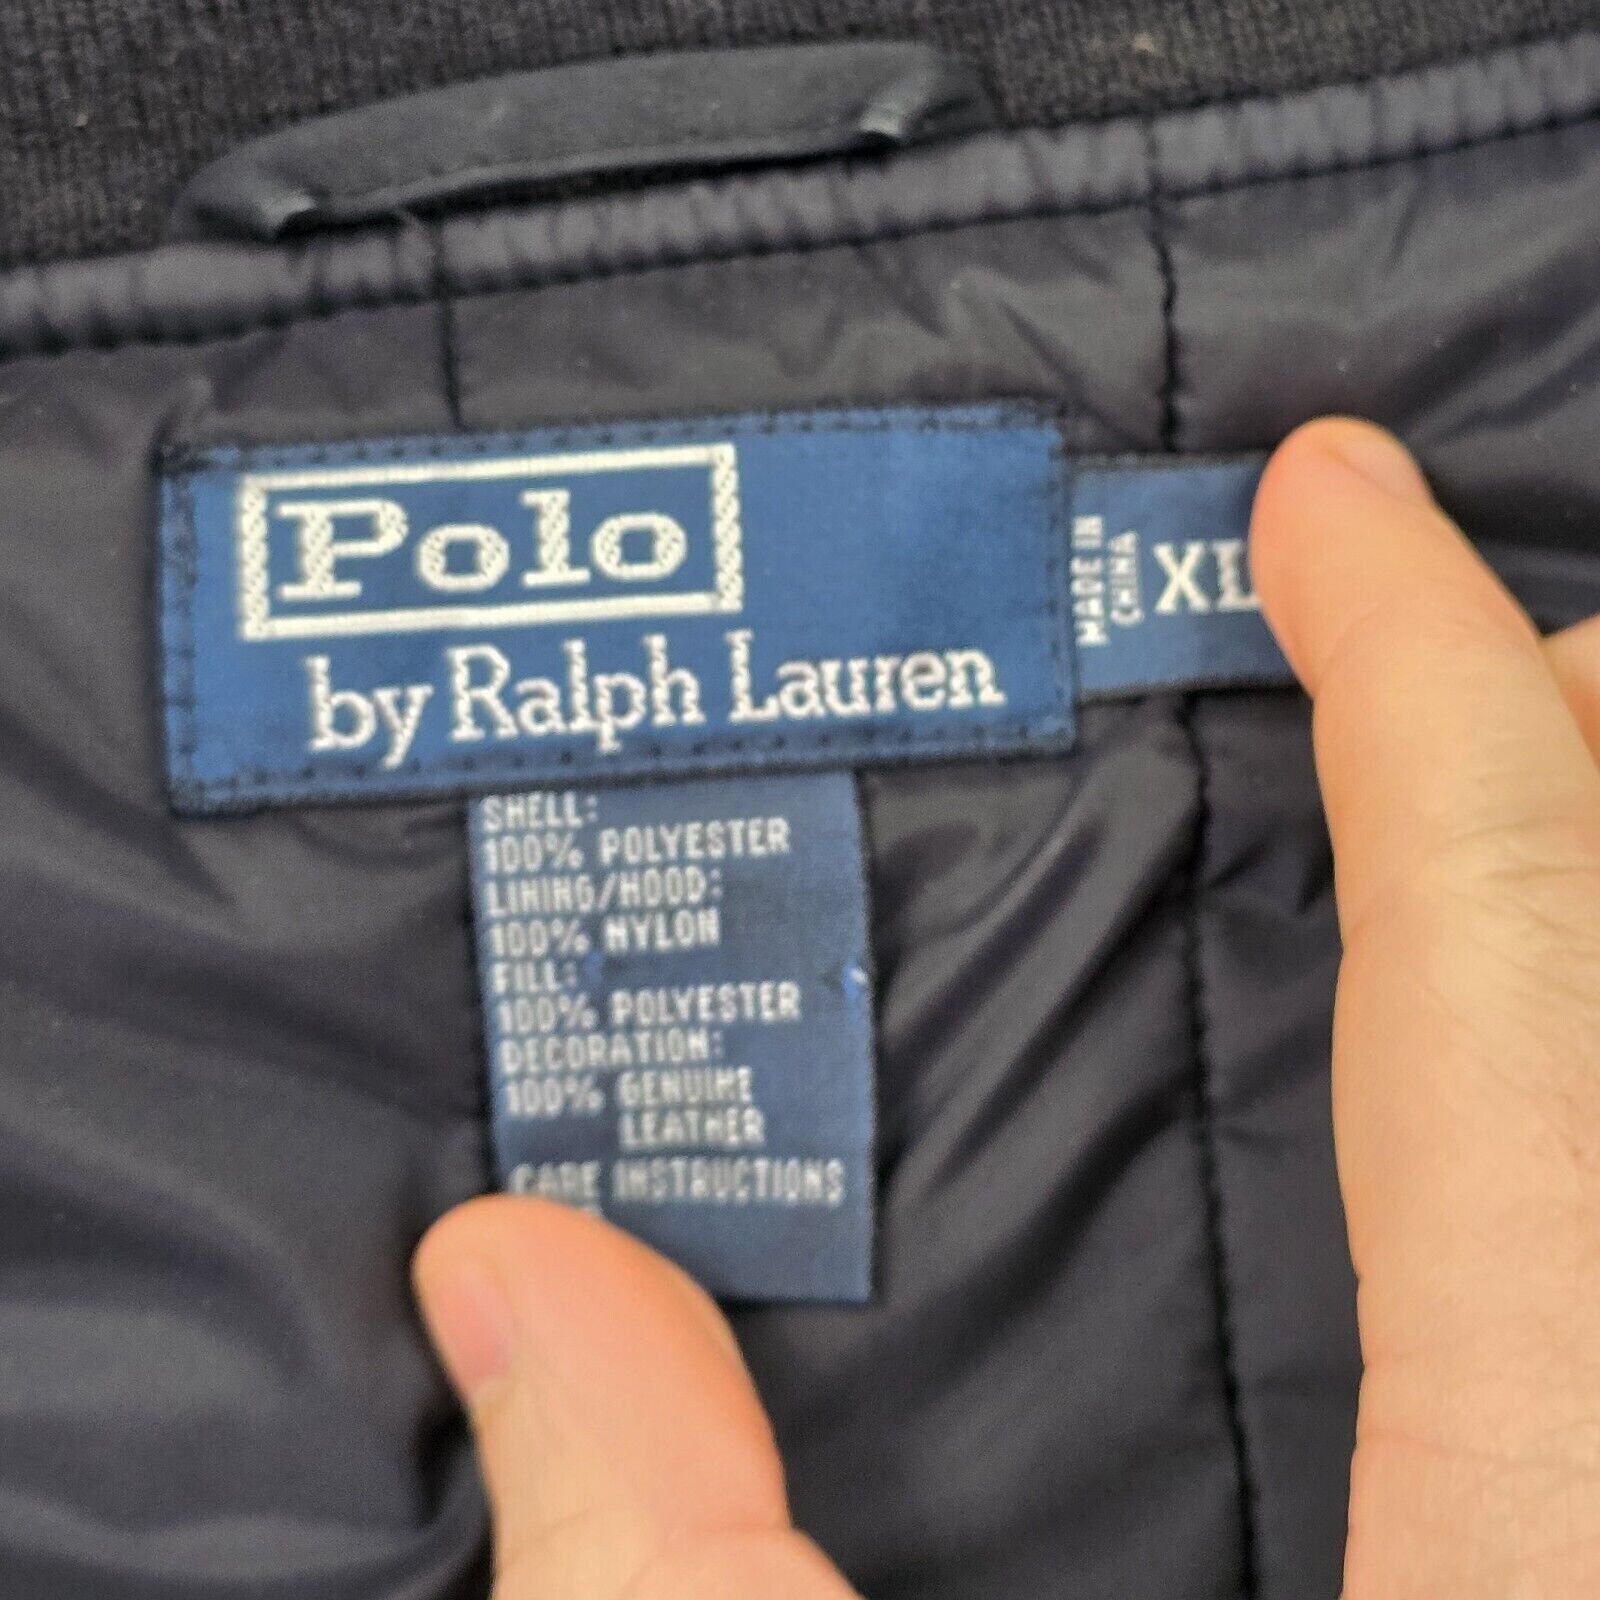 Polo
by Ralph Lauren
MADE IN
CHINA
XL
SHELL:
100% POLYESTER
LINING/HOOD:
100% NYLON
FILL:
100% POLYESTER
DECORATION:
100% GENUINE
LEATHER
CARE INSTRUCTIONS